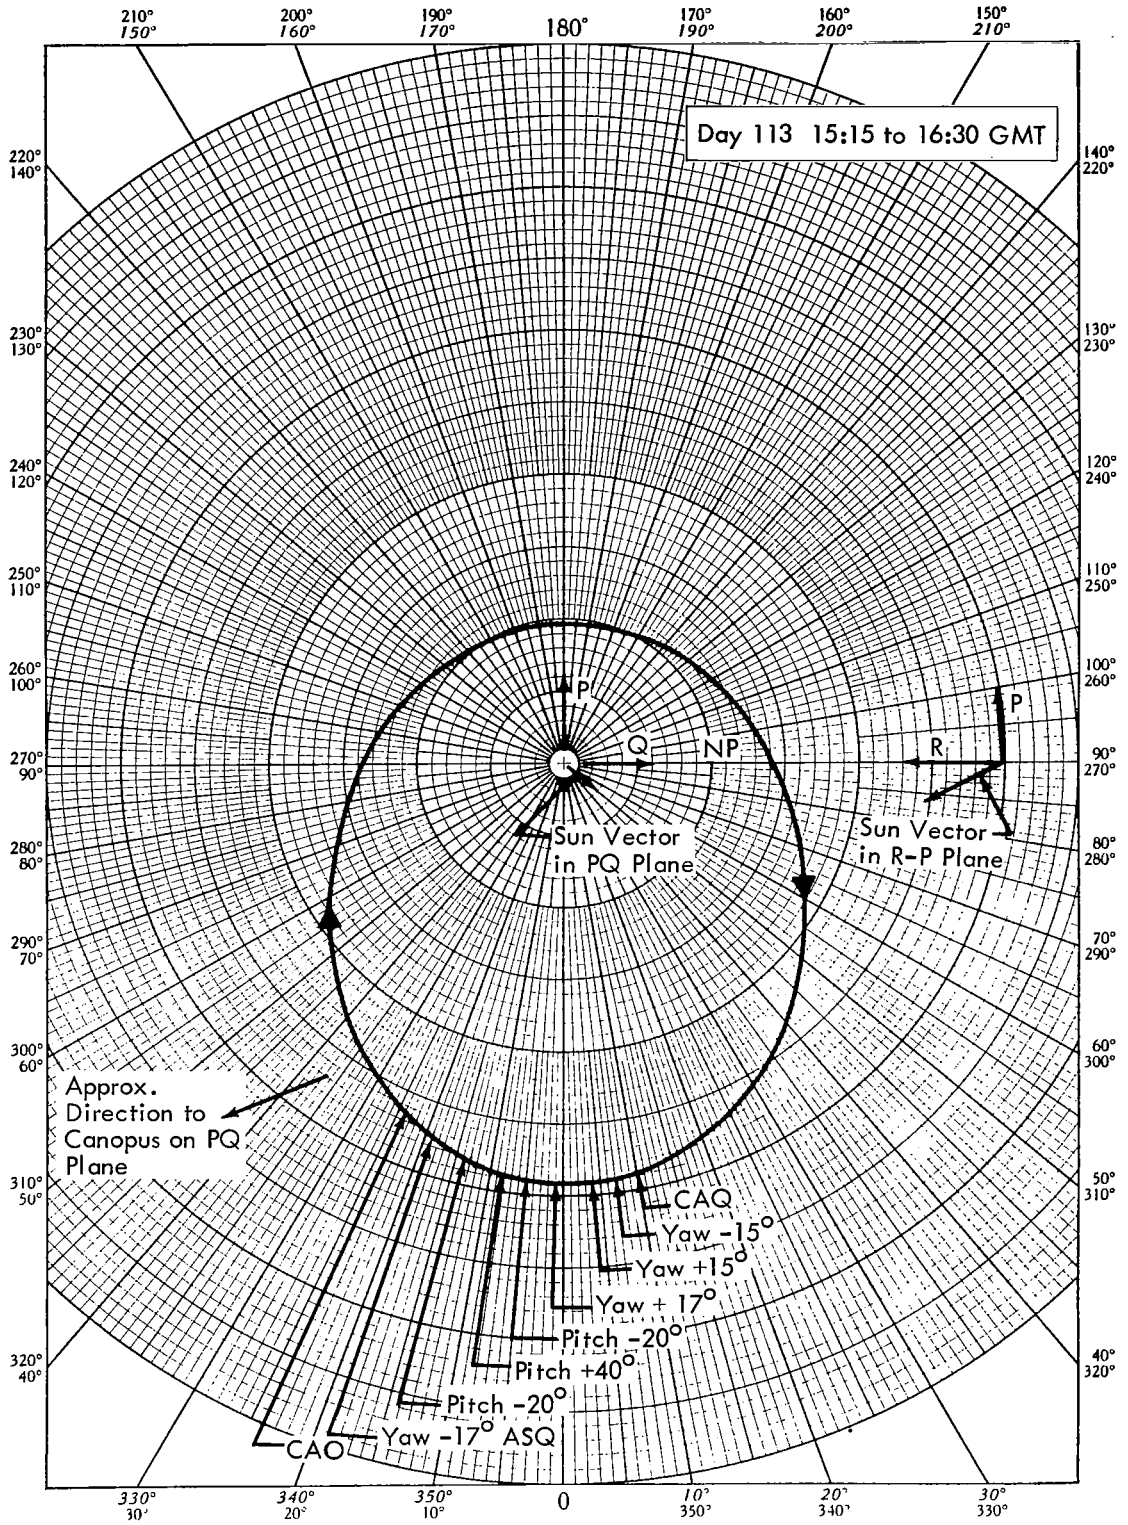 210° 200° 190° 180° 170° 160° 150°
150° 160° 170° 190° 200° 210°
Day 113 15:15 to 16:30 GMT
220°
140°
140°
220°
230°
130°
130°
230°
240°
120°
120°
240°
250°
110°
110°
250°
260°
100°
100°
260°
P
P
Q
NP
R
270°
90°
90°
270°
Sun Vector
in PQ Plane
Sun Vector
in R-P Plane
280°
80°
80°
280°
290°
70°
70°
290°
300°
60°
60°
300°
Approx.
Direction to
Canopus on PQ
Plane
310°
50°
50°
310°
CAQ
Yaw -15°
Yaw +15°
Yaw + 17°
Pitch -20°
Pitch +40°
Pitch -20°
Yaw -17° ASQ
CAO
320°
40°
40°
320°
330° 340° 350° 0 10° 20° 330°
30° 20° 10° 350° 340°